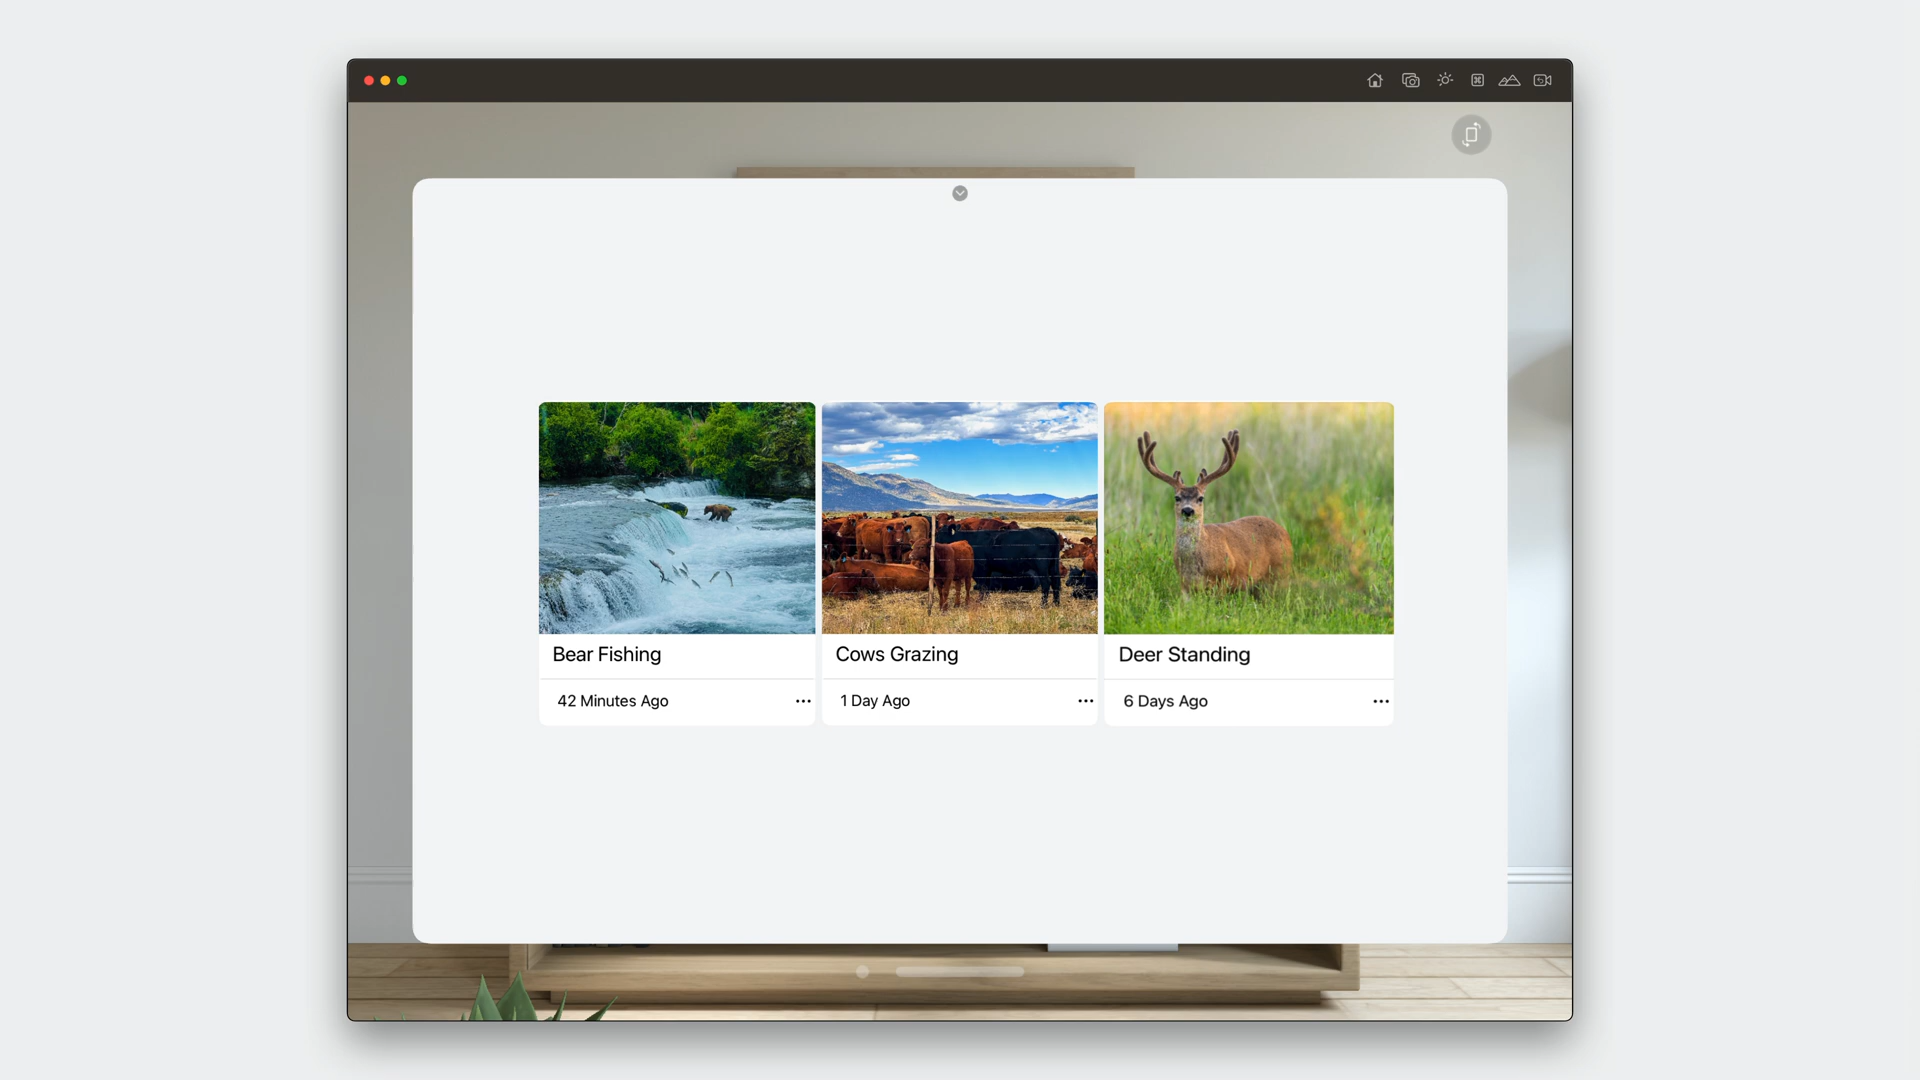 Bear Fishing
42 Minutes Ago
Cows Grazing
1 Day Ago
Deer Standing
6 Days Ago